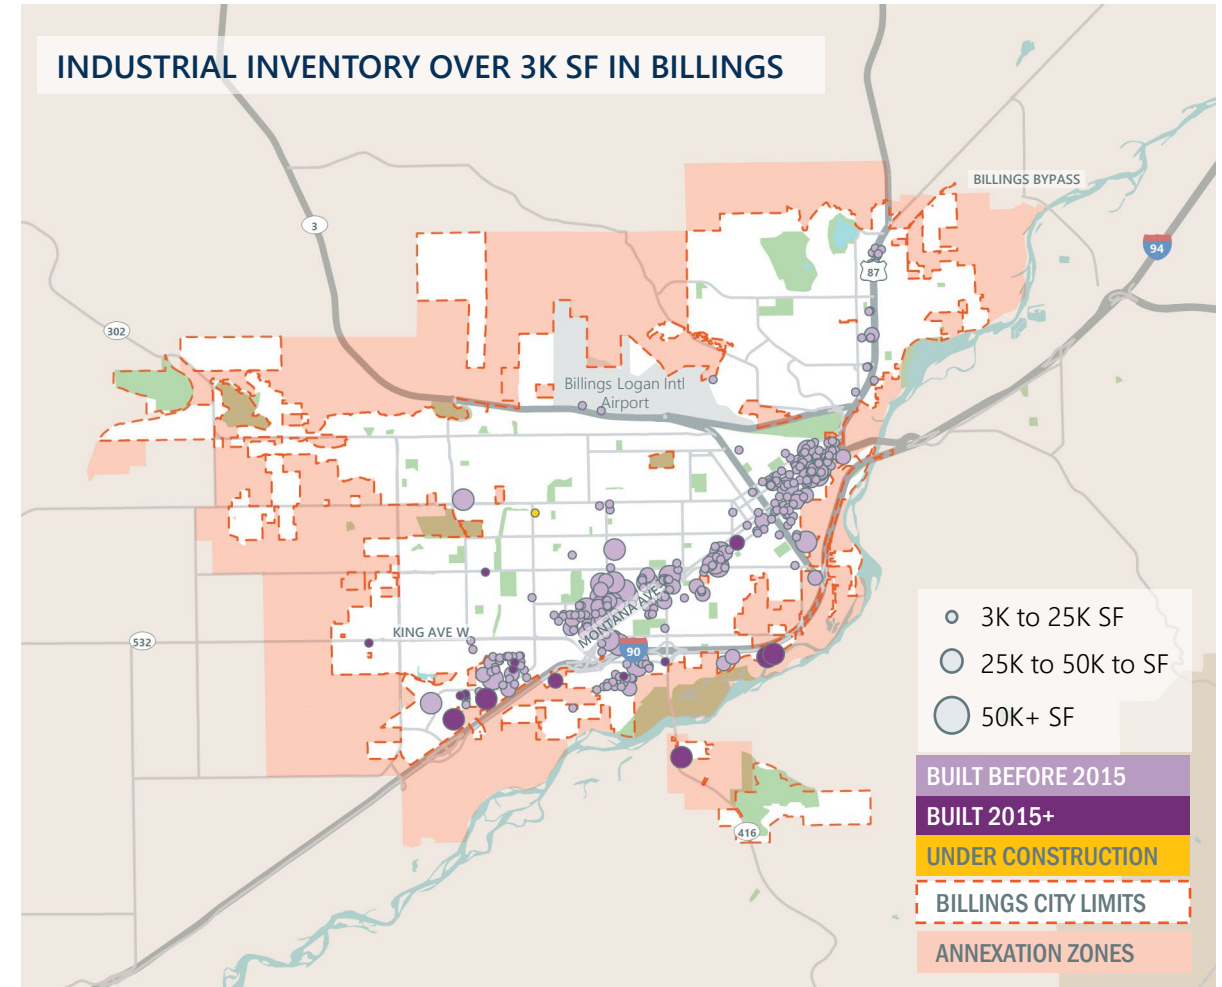 INDUSTRIAL INVENTORY OVER 3K SF IN BILLINGS
BILLINGS BYPASS
3
94
87
302
Billings Logan Intl
Airport
MONTANA AVE
KING AVE W
532
90
416
3K to 25K SF
25K to 50K to SF
50K+ SF
BUILT BEFORE 2015
BUILT 2015+
UNDER CONSTRUCTION
BILLINGS CITY LIMITS
ANNEXATION ZONES